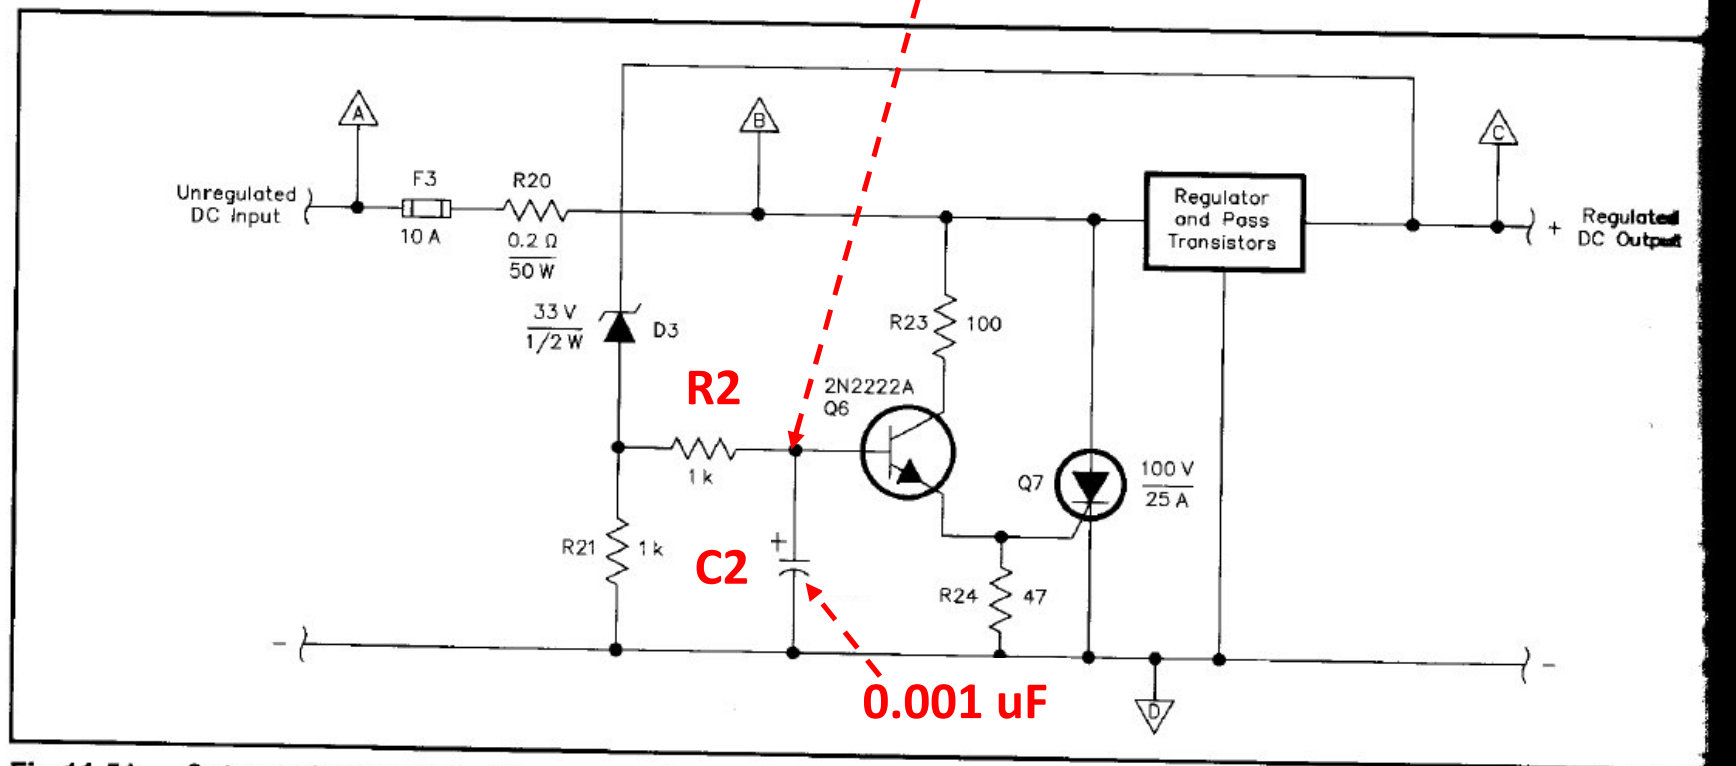 A
B
C
Unregulated
DC Input
F3
10 A
R20
0.2 Ω
50 W
Regulator
and Pass
Transistors
+
Regulated
DC Output
33 V
1/2 W
D3
R23
100
R2
1 k
2N2222A
Q6
Q7
100 V
25 A
R21
1 k
+
C2
R24
47
-
-
0.001 uF
D